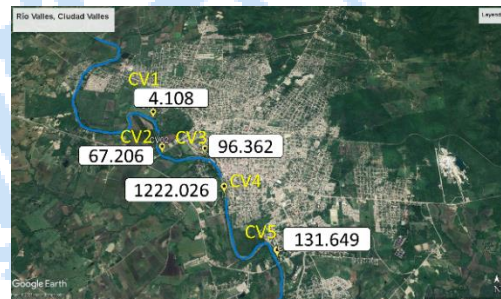 Río Valles, Ciudad Valles
CV1
4.108
CV2
CV3
67.206
96.362
1222.026
CV4
CV5
131.649
Google Earth
N